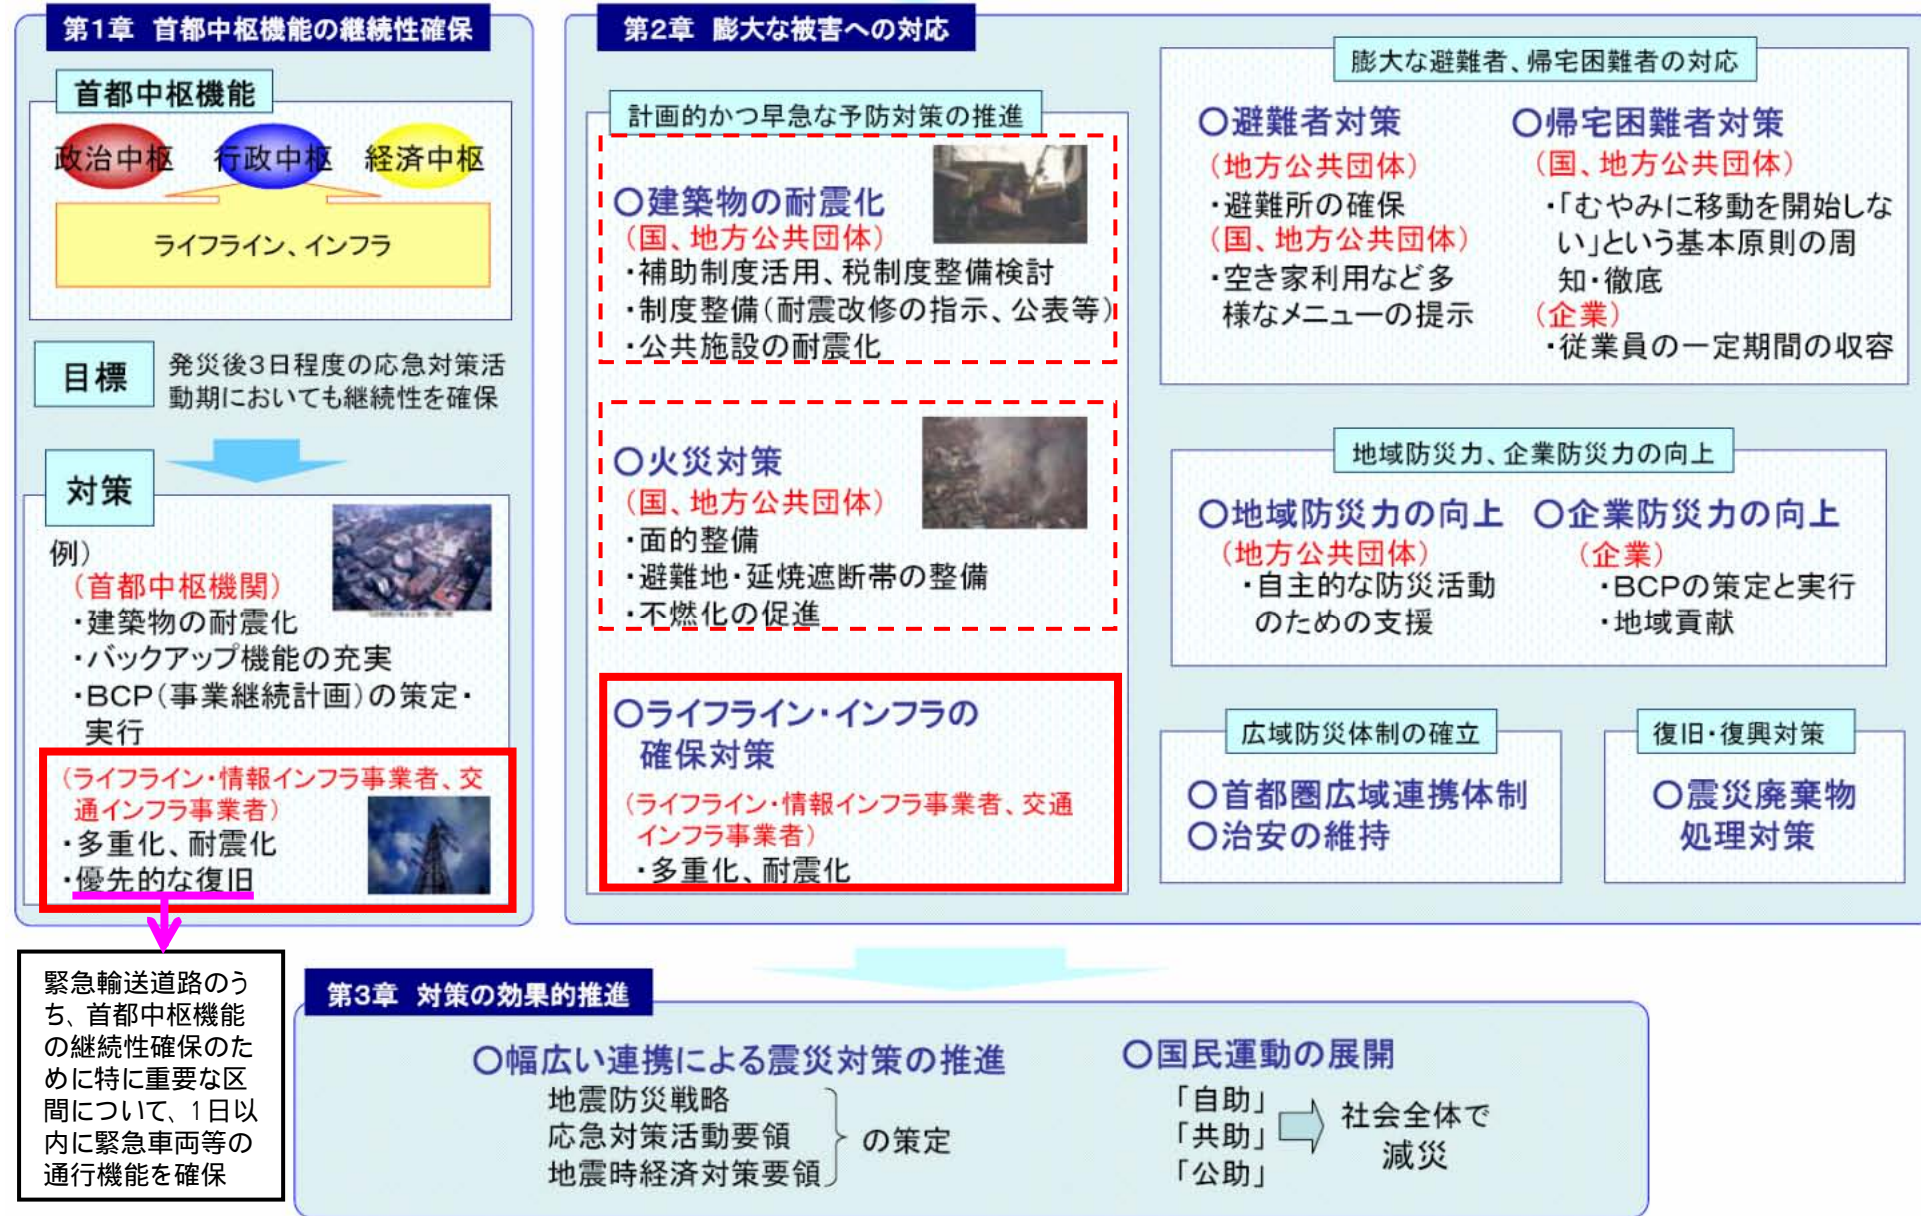 第1章 首都中枢機能の継続性確保
首都中枢機能
政治中枢
行政中枢
経済中枢
ライフライン、インフラ
目標
発災後3日程度の応急対策活
動期においても継続性を確保
対策
例)
(首都中枢機関)
・建築物の耐震化
・バックアップ機能の充実
・BCP(事業継続計画)の策定・
実行
(ライフライン・情報インフラ事業者、交
通インフラ事業者)
・多重化、耐震化
・優先的な復旧
緊急輸送道路のう
ち、首都中枢機能
の継続性確保のた
めに特に重要な区
間について、1日以
内に緊急車両等の
通行機能を確保
第2章 膨大な被害への対応
計画的かつ早急な予防対策の推進
○建築物の耐震化
(国、地方公共団体)
・補助制度活用、税制度整備検討
・制度整備(耐震改修の指示、公表等)
・公共施設の耐震化
○火災対策
(国、地方公共団体)
・面的整備
・避難地・延焼遮断帯の整備
・不燃化の促進
○ライフライン・インフラの
確保対策
(ライフライン・情報インフラ事業者、交通
インフラ事業者)
・多重化、耐震化
膨大な避難者、帰宅困難者の対応
○避難者対策
(地方公共団体)
・避難所の確保
(国、地方公共団体)
・空き家利用など多
様なメニューの提示
○帰宅困難者対策
(国、地方公共団体)
・「むやみに移動を開始しな
い」という基本原則の周
知・徹底
(企業)
・従業員の一定期間の収容
地域防災力、企業防災力の向上
○地域防災力の向上
(地方公共団体)
・自主的な防災活動
のための支援
○企業防災力の向上
(企業)
・BCPの策定と実行
・地域貢献
広域防災体制の確立
○首都圏広域連携体制
○治安の維持
復旧・復興対策
○震災廃棄物
処理対策
第3章 対策の効果的推進
○幅広い連携による震災対策の推進
地震防災戦略
応急対策活動要領
地震時経済対策要領
の策定
○国民運動の展開
「自助」
「共助」
「公助」
社会全体で
減災